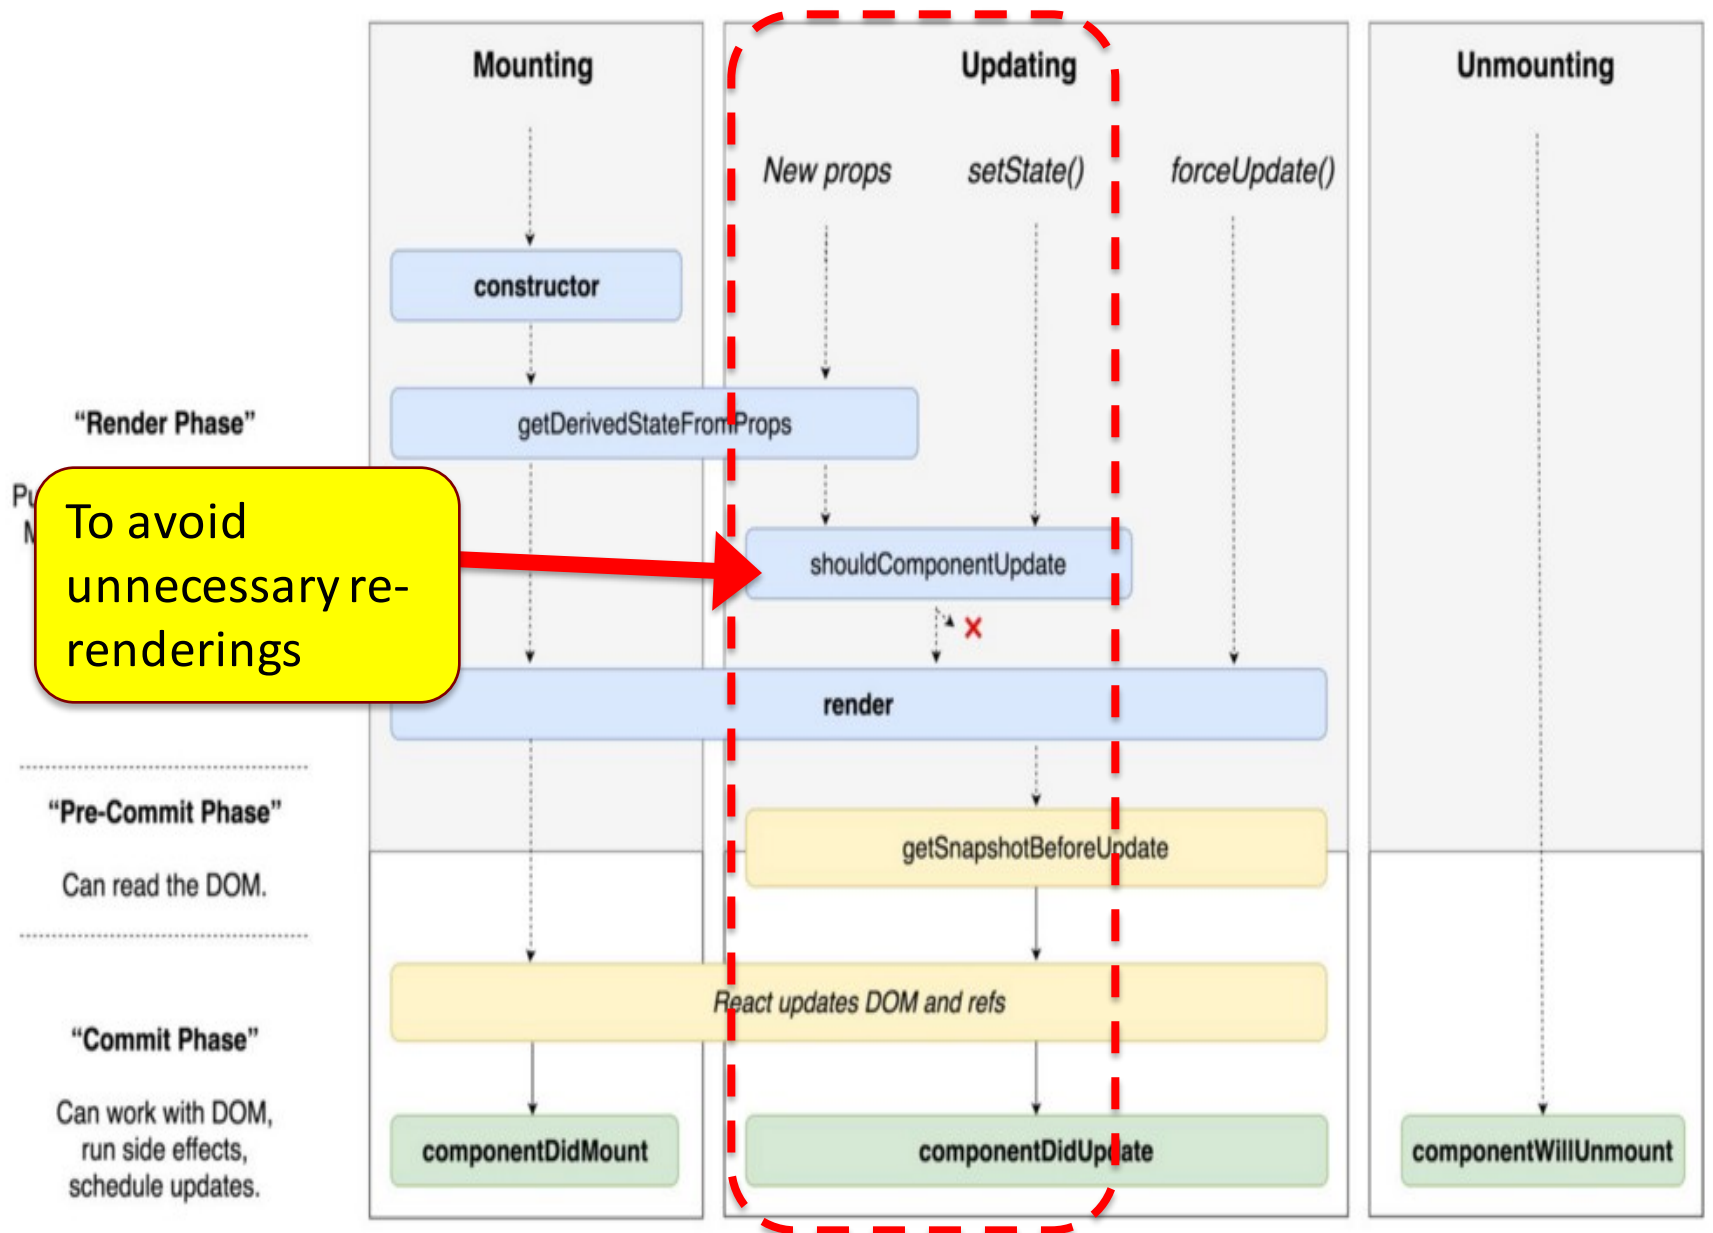 Mounting
Updating
Unmounting
New props
setState()
forceUpdate()
constructor
“Render Phase”
getDerivedStateFromProps
To avoid
unnecessary re-
renderings
shouldComponentUpdate
render
“Pre-Commit Phase”
Can read the DOM.
getSnapshotBeforeUpdate
React updates DOM and refs
“Commit Phase”
Can work with DOM,
run side effects,
schedule updates.
componentDidMount
componentDidUpdate
componentWillUnmount